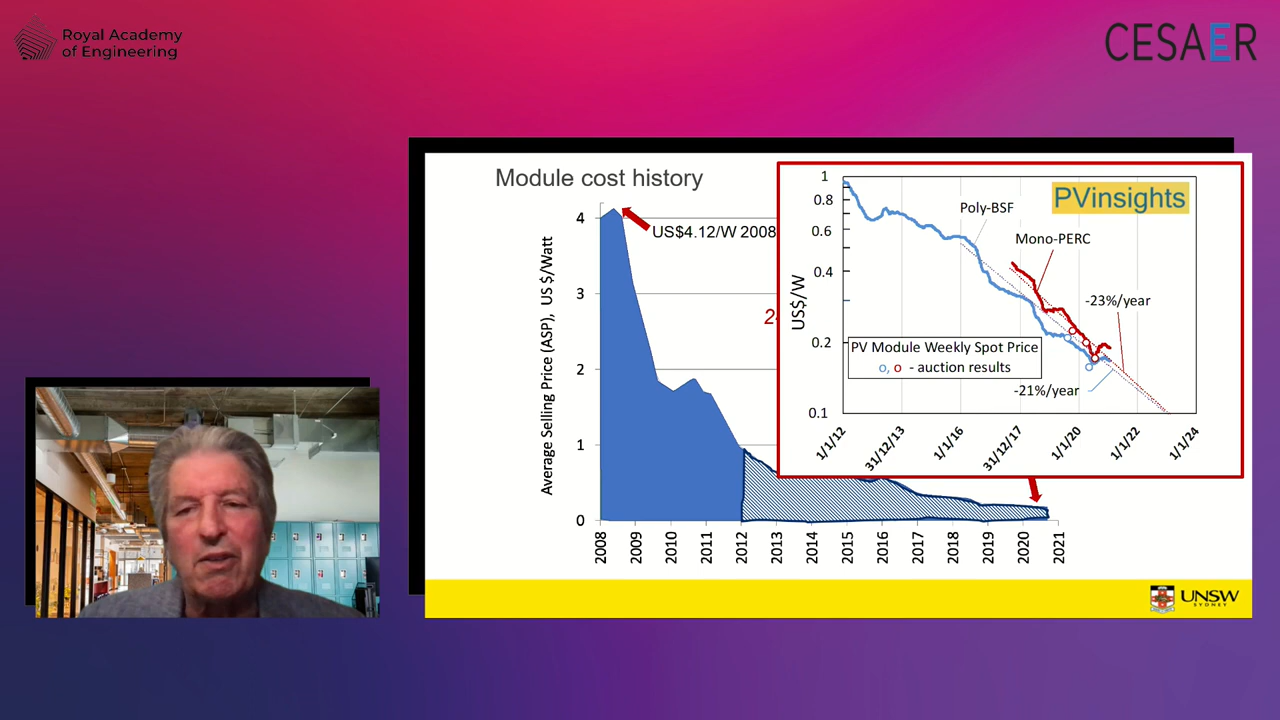 Royal Academy
of Engineering
CESAER
Module cost history
Average Selling Price (ASP), US $/Watt
4
3
2
1
0
US$4.12/W 2008
2
2008
2009
2010
2011
2012
2013
2014
2015
2016
2017
2018
2019
2020
2021
PVinsights
US$/W
1
0.8
0.6
0.4
0.2
0.1
Poly-BSF
Mono-PERC
-23%/year
PV Module Weekly Spot Price
o, o - auction results
-21%/year
1/1/12
31/12/13
1/1/16
31/12/17
1/1/20
1/1/22
1/1/24
UNSW
SYDNEY